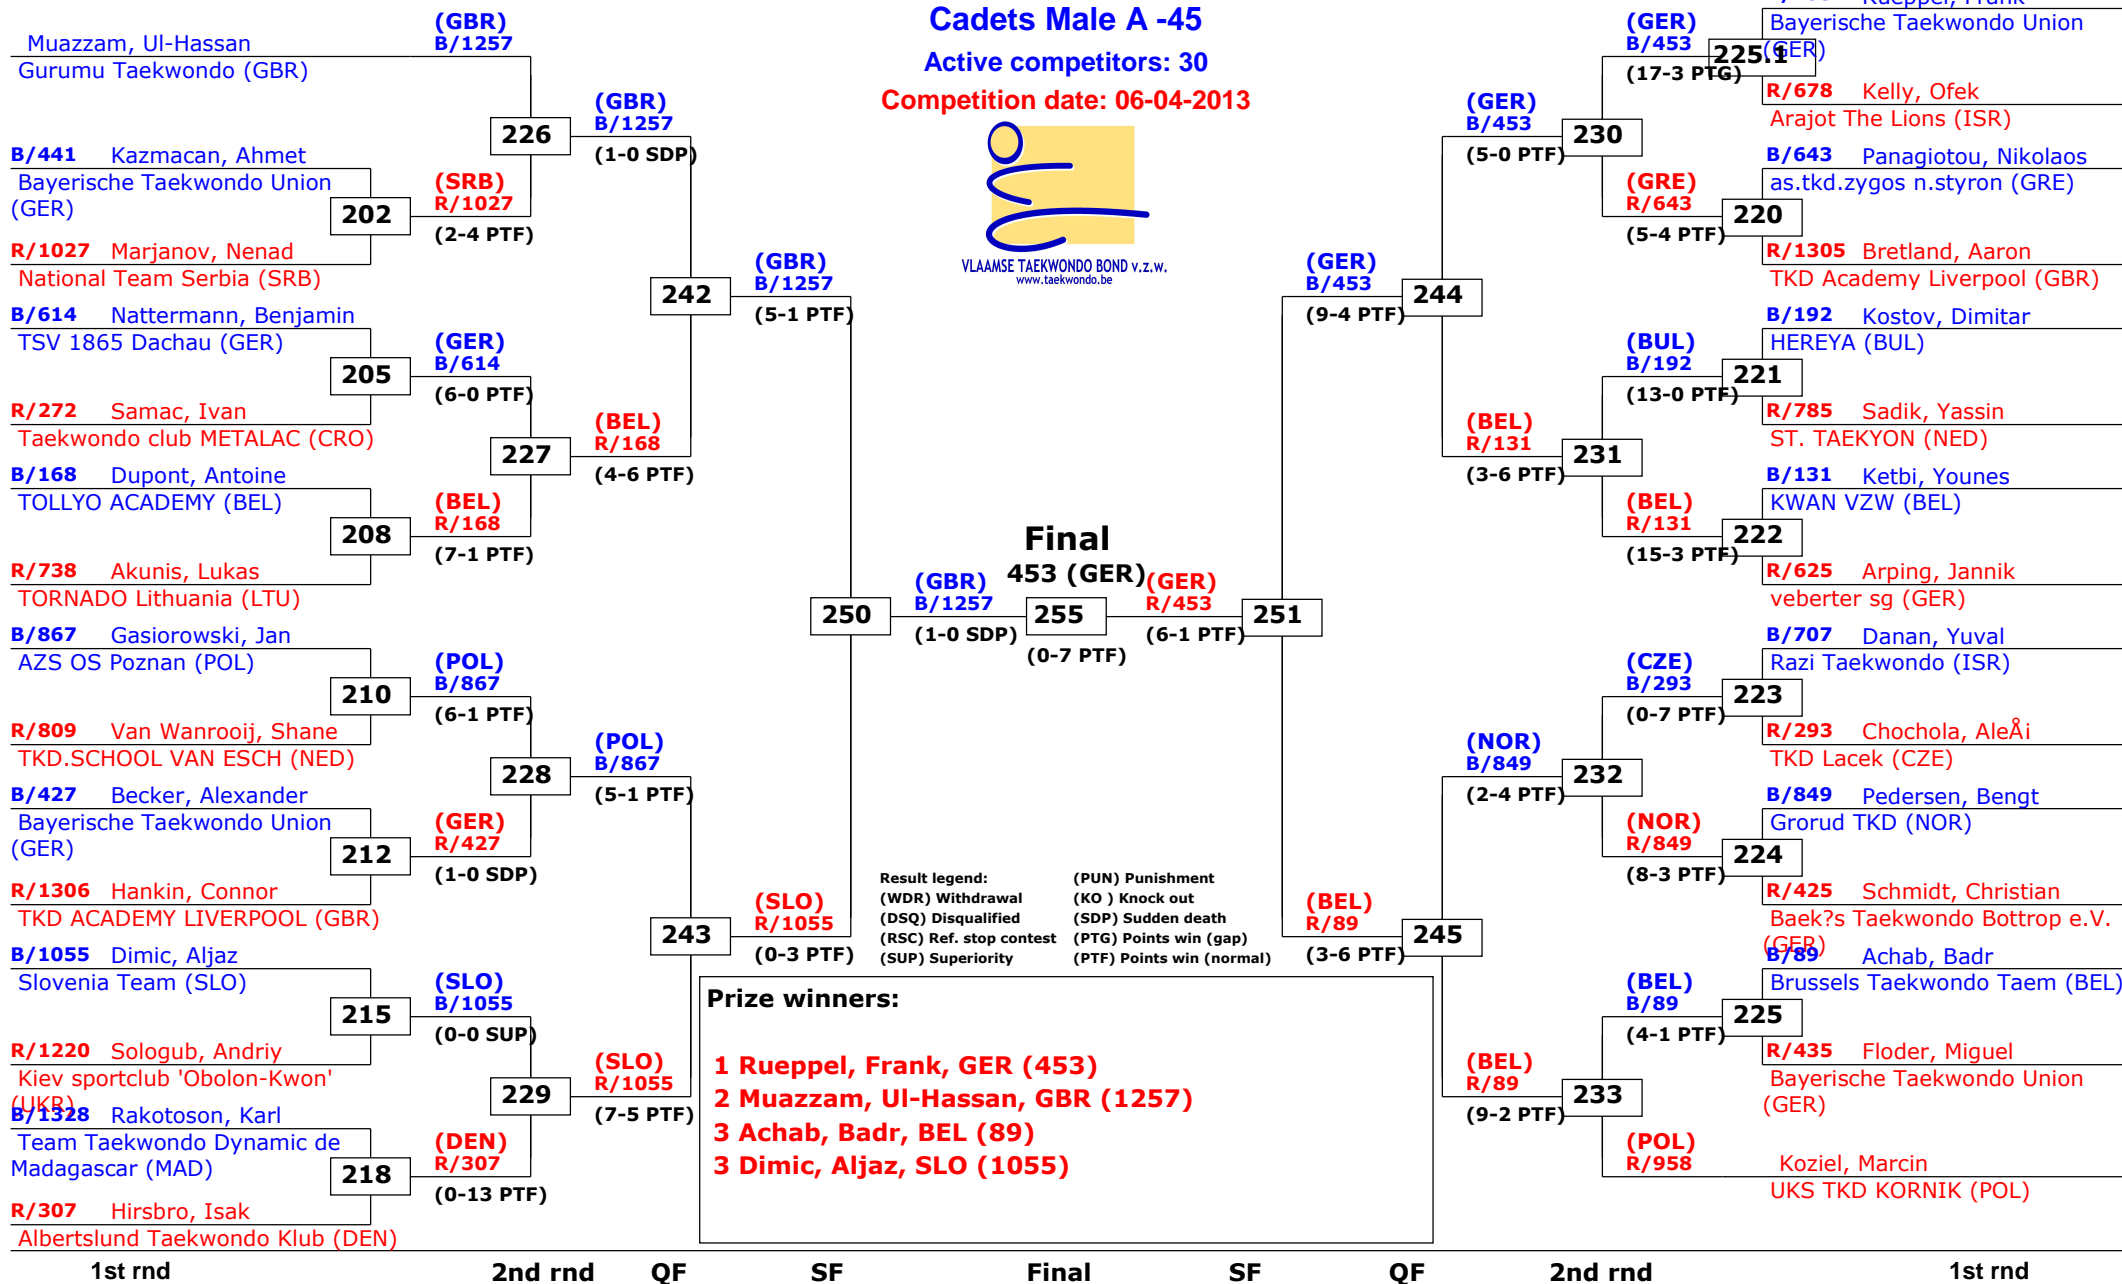 Cadets Male A -45
Active competitors: 30
Competition date: 06-04-2013
VLAAMSE TAEKWONDO BOND v.z.w.
www.taekwondo.be
Muazzam, Ul-Hassan
Gurumu Taekwondo (GBR)
B/441 Kazmacan, Ahmet
Bayerische Taekwondo Union
(GER)
202
R/1027 Marjanov, Nenad
National Team Serbia (SRB)
B/614 Nattermann, Benjamin
TSV 1865 Dachau (GER)
205
R/272 Samac, Ivan
Taekwondo club METALAC (CRO)
B/168 Dupont, Antoine
TOLLYO ACADEMY (BEL)
208
R/738 Akunis, Lukas
TORNADO Lithuania (LTU)
B/867 Gasiorowski, Jan
AZS OS Poznan (POL)
210
R/809 Van Wanrooij, Shane
TKD.SCHOOL VAN ESCH (NED)
B/427 Becker, Alexander
Bayerische Taekwondo Union
(GER)
212
R/1306 Hankin, Connor
TKD ACADEMY LIVERPOOL (GBR)
B/1055 Dimic, Aljaz
Slovenia Team (SLO)
215
R/1220 Sologub, Andriy
Kiev sportclub 'Obolon-Kwon'
(UKR)
B/1328 Rakotoson, Karl
Team Taekwondo Dynamic de
Madagascar (MAD)
218
R/307 Hirsbro, Isak
Albertslund Taekwondo Klub (DEN)
(GBR)
B/1257
226
(SRB)
R/1027
(2-4 PTF)
(GER)
B/614
(6-0 PTF)
227
(BEL)
R/168
(7-1 PTF)
(POL)
B/867
(6-1 PTF)
228
(GER)
R/427
(1-0 SDP)
(SLO)
B/1055
(0-0 SUP)
229
(DEN)
R/307
(0-13 PTF)
(GBR)
B/1257
(1-0 SDP)
242
(BEL)
R/168
(4-6 PTF)
(POL)
B/867
(5-1 PTF)
243
(SLO)
R/1055
(7-5 PTF)
(GBR)
B/1257
(5-1 PTF)
250
(SLO)
R/1055
(0-3 PTF)
(GBR)
B/1257
(1-0 SDP)
Final
453 (GER)
255
(0-7 PTF)
(GER)
R/453
(6-1 PTF)
251
(GER)
B/453
(9-4 PTF)
244
(BEL)
R/89
(3-6 PTF)
245
(GER)
B/453
(5-0 PTF)
230
(BEL)
R/131
(3-6 PTF)
231
(NOR)
B/849
(2-4 PTF)
232
(BEL)
R/89
(9-2 PTF)
233
(GER)
B/453
(17-3 PTG)
225.1
(GRE)
R/643
(5-4 PTF)
220
(BUL)
B/192
(13-0 PTF)
221
(BEL)
R/131
(15-3 PTF)
222
(CZE)
B/293
(0-7 PTF)
223
(NOR)
R/849
(8-3 PTF)
224
(BEL)
B/89
(4-1 PTF)
225
(POL)
R/958
Bayerische Taekwondo Union
(GER)
R/678 Kelly, Ofek
Arajot The Lions (ISR)
B/643 Panagiotou, Nikolaos
as.tkd.zygos n.styron (GRE)
R/1305 Bretland, Aaron
TKD Academy Liverpool (GBR)
B/192 Kostov, Dimitar
HEREYA (BUL)
R/785 Sadik, Yassin
ST. TAEKYON (NED)
B/131 Ketbi, Younes
KWAN VZW (BEL)
R/625 Arping, Jannik
veberter sg (GER)
B/707 Danan, Yuval
Razi Taekwondo (ISR)
R/293 Chochola, AleÅi
TKD Lacek (CZE)
B/849 Pedersen, Bengt
Grorud TKD (NOR)
R/425 Schmidt, Christian
Baek?s Taekwondo Bottrop e.V.
(GER)
B/89 Achab, Badr
Brussels Taekwondo Taem (BEL)
R/435 Floder, Miguel
Bayerische Taekwondo Union
(GER)
Koziel, Marcin
UKS TKD KORNIK (POL)
Result legend: (PUN) Punishment
(WDR) Withdrawal (KO ) Knock out
(DSQ) Disqualified (SDP) Sudden death
(RSC) Ref. stop contest (PTG) Points win (gap)
(SUP) Superiority (PTF) Points win (normal)
Prize winners:
1 Rueppel, Frank, GER (453)
2 Muazzam, Ul-Hassan, GBR (1257)
3 Achab, Badr, BEL (89)
3 Dimic, Aljaz, SLO (1055)
1st rnd 2nd rnd QF SF Final SF QF 2nd rnd 1st rnd